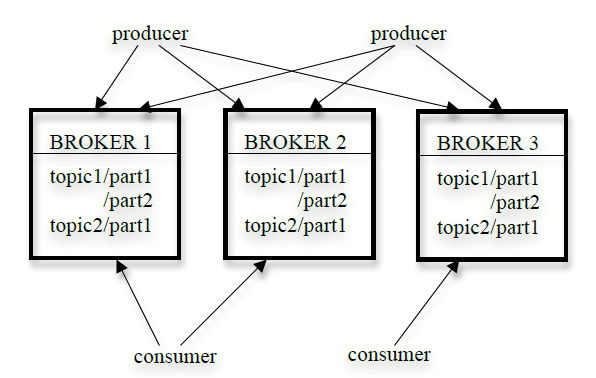 producer
producer
BROKER 1
topic1/part1
/part2
topic2/part1
BROKER 2
topic1/part1
/part2
topic2/part1
BROKER 3
topic1/part1
/part2
topic2/part1
consumer
consumer